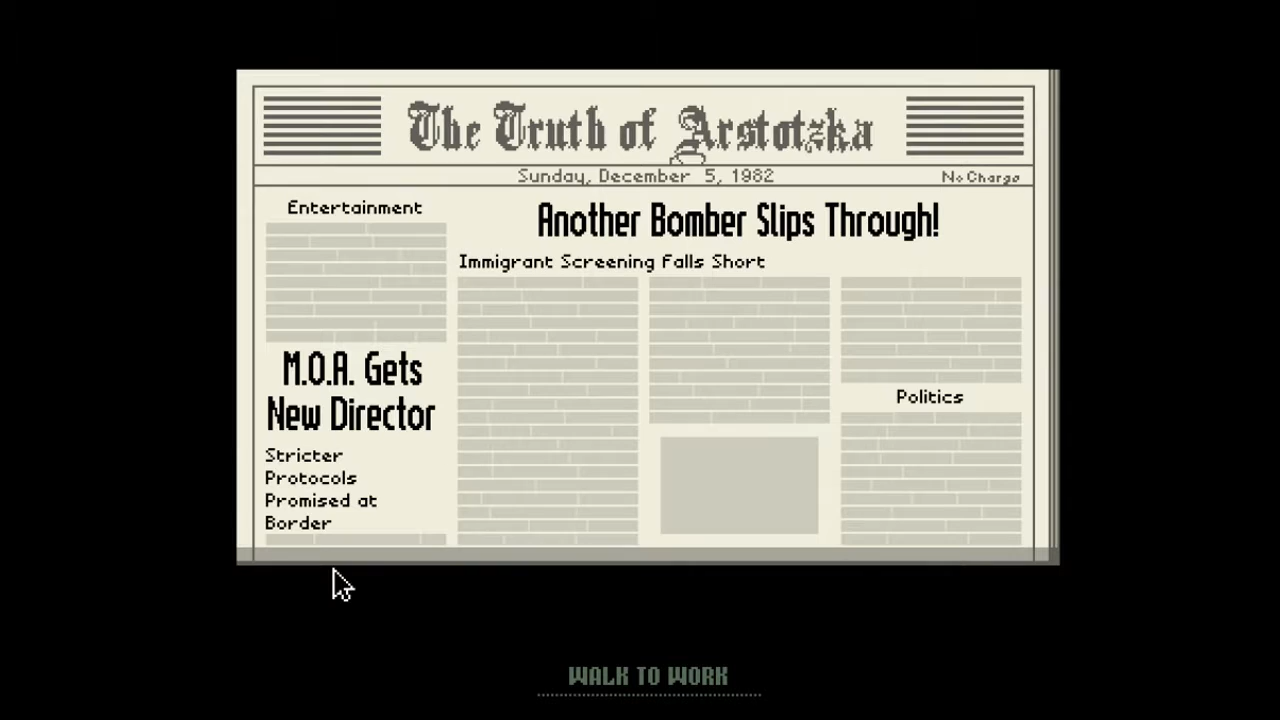 The Truth of Arstotzka
Sunday, December 5, 1982
No Charge
Entertainment
M.O.A. Gets
New Director
Stricter
Protocols
Promised at
Border
Another Bomber Slips Through!
Immigrant Screening Falls Short
Politics
WALK TO WORK